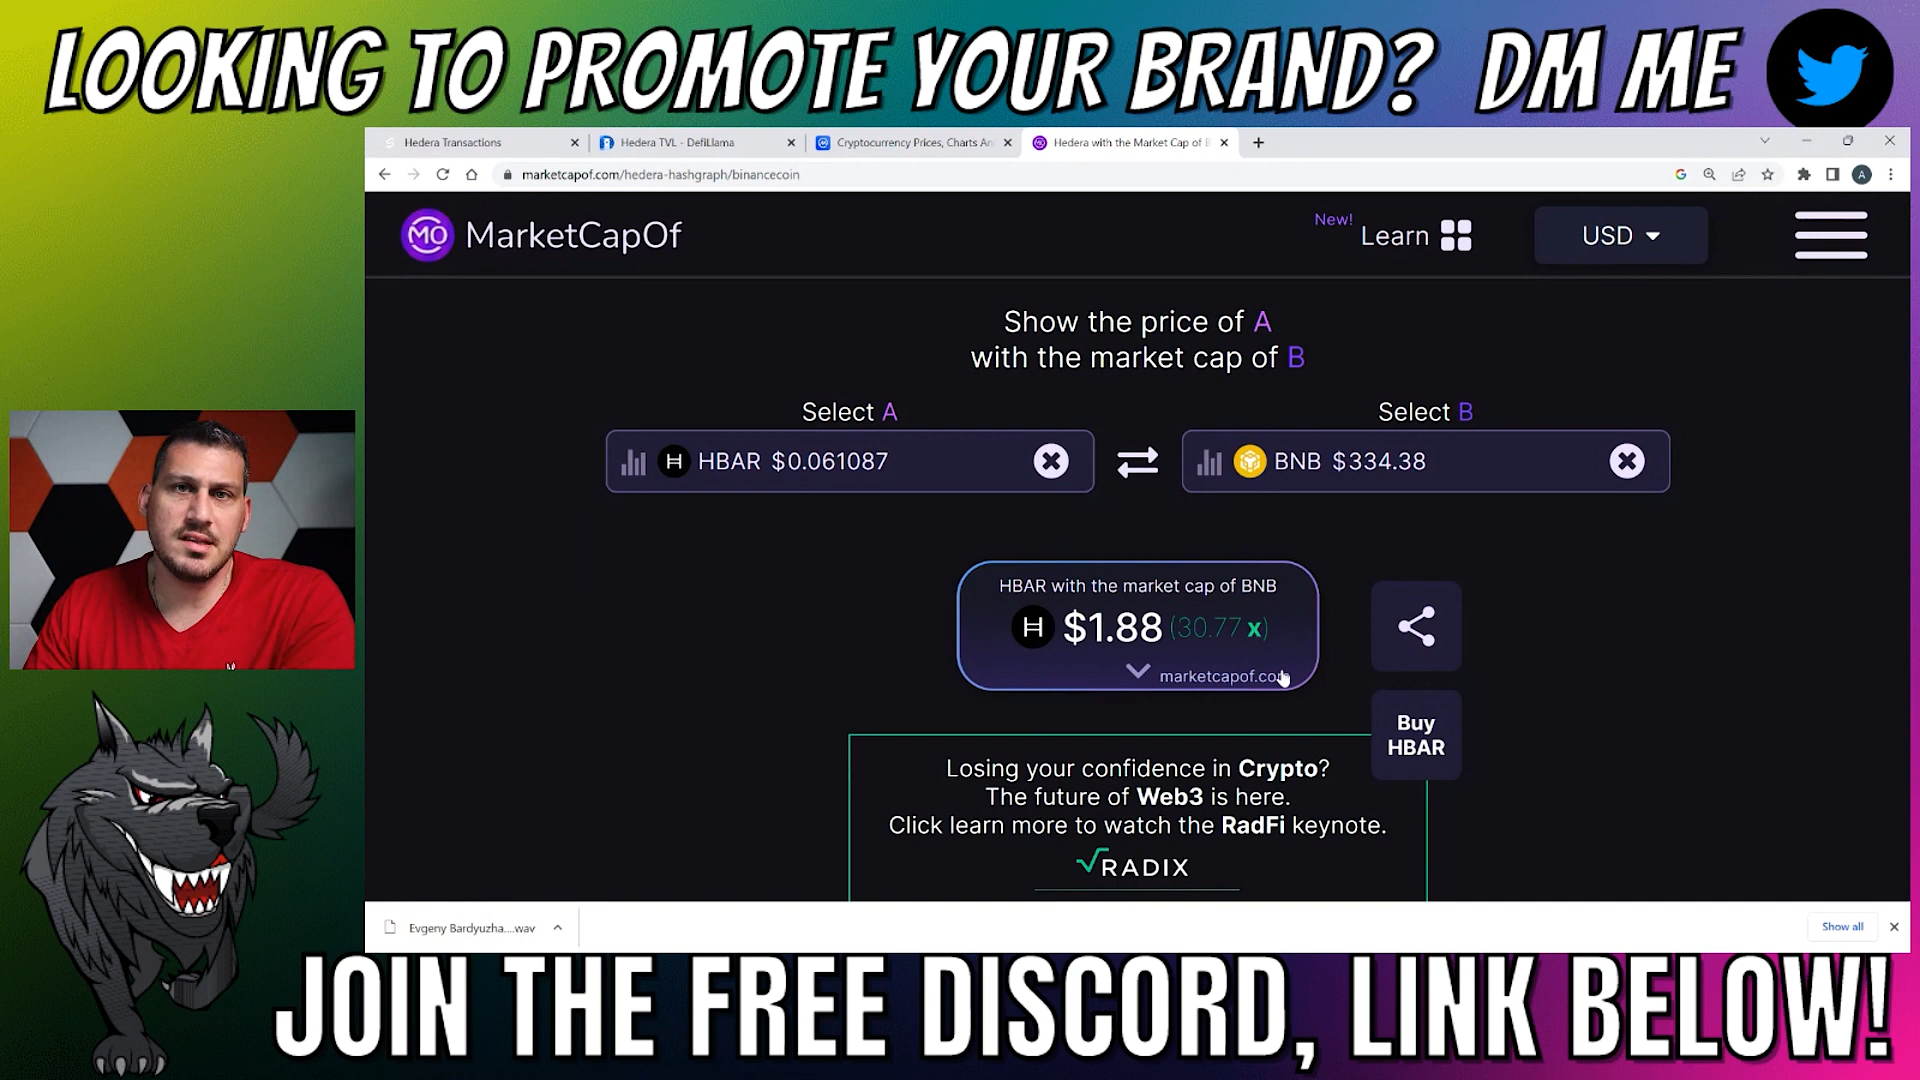 LOOKING TO PROMOTE YOUR BRAND? DM ME
Hedera Transactions
Hedera TVL - DefiLlama
Cryptocurrency Prices, Charts An
Hedera with the Market Cap of B
marketcapof.com/hedera-hashgraph/binancecoin
G
A
MO MarketCapOf
New!
Learn
USD
Show the price of A
with the market cap of B
Select A
Select B
HBAR $0.061087
BNB $334.38
HBAR with the market cap of BNB
$1.88 (30.77 x)
marketcapof.com
Buy
HBAR
Losing your confidence in Crypto?
The future of Web3 is here.
Click learn more to watch the RadFi keynote.
RADIX
Evgeny Bardyuzha....wav
Show all
JOIN THE FREE DISCORD, LINK BELOW!